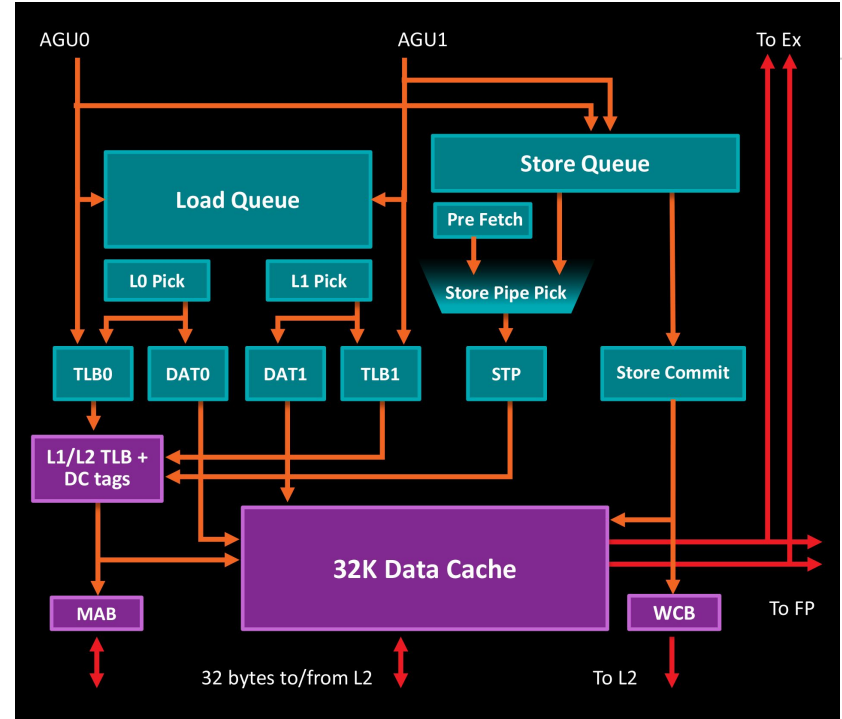 AGU0
AGU1
To Ex
Store Queue
Load Queue
Pre Fetch
L0 Pick
L1 Pick
Store Pipe Pick
TLB0
DAT0
DAT1
TLB1
STP
Store Commit
L1/L2 TLB +
DC tags
32K Data Cache
MAB
WCB
To FP
32 bytes to/from L2
To L2